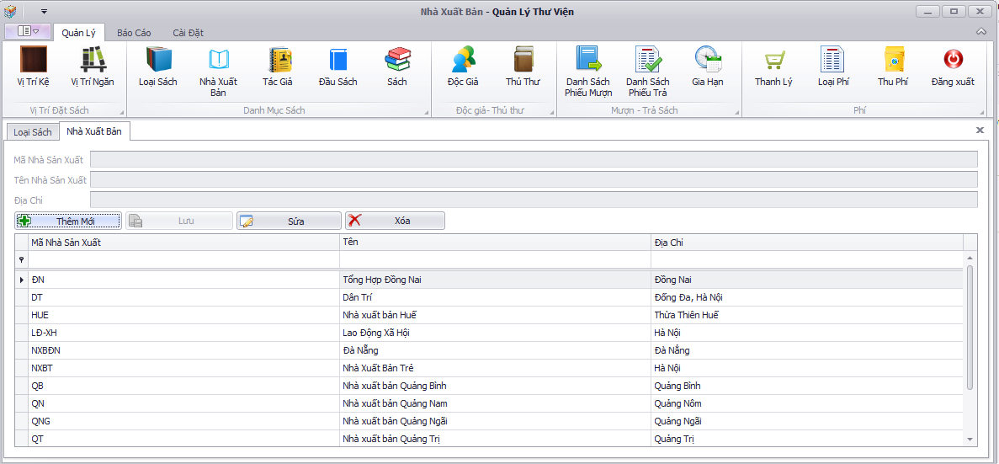 Nhà Xuất Bản - Quản Lý Thư Viện
Quản Lý Báo Cáo Cài Đặt
Vị Trí Kệ Vị Trí Ngăn Loại Sách Nhà Xuất Bản Tác Giả Đầu Sách Sách Độc Giả Thủ Thư Danh Sách Phiếu Mượn Danh Sách Phiếu Trả Gia Hạn Thanh Lý Loại Phí Thu Phí Đăng xuất
Vị Trí Đặt Sách Danh Mục Sách Độc giả- Thủ thư Mượn - Trả Sách Phí
Loại Sách Nhà Xuất Bản
Mã Nhà Sản Xuất
Tên Nhà Sản Xuất
Địa Chỉ
Thêm Mới Lưu Sửa Xóa
Mã Nhà Sản Xuất Tên Địa Chỉ
ĐN Tổng Hợp Đồng Nai Đồng Nai
DT Dân Trí Đống Đa, Hà Nội
HUE Nhà xuất bản Huế Thừa Thiên Huế
LĐ-XH Lao Động Xã Hội Hà Nội
NXBĐN Đà Nẵng Đà Nẵng
NXBT Nhà Xuất Bản Trẻ Hà Nội
QB Nhà xuất bản Quảng Bình Quảng Bình
QN Nhà xuất bản Quảng Nam Quảng Nôm
QNG Nhà xuất bản Quảng Ngãi Quảng Ngãi
QT Nhà xuất bản Quảng Trị Quảng Trị